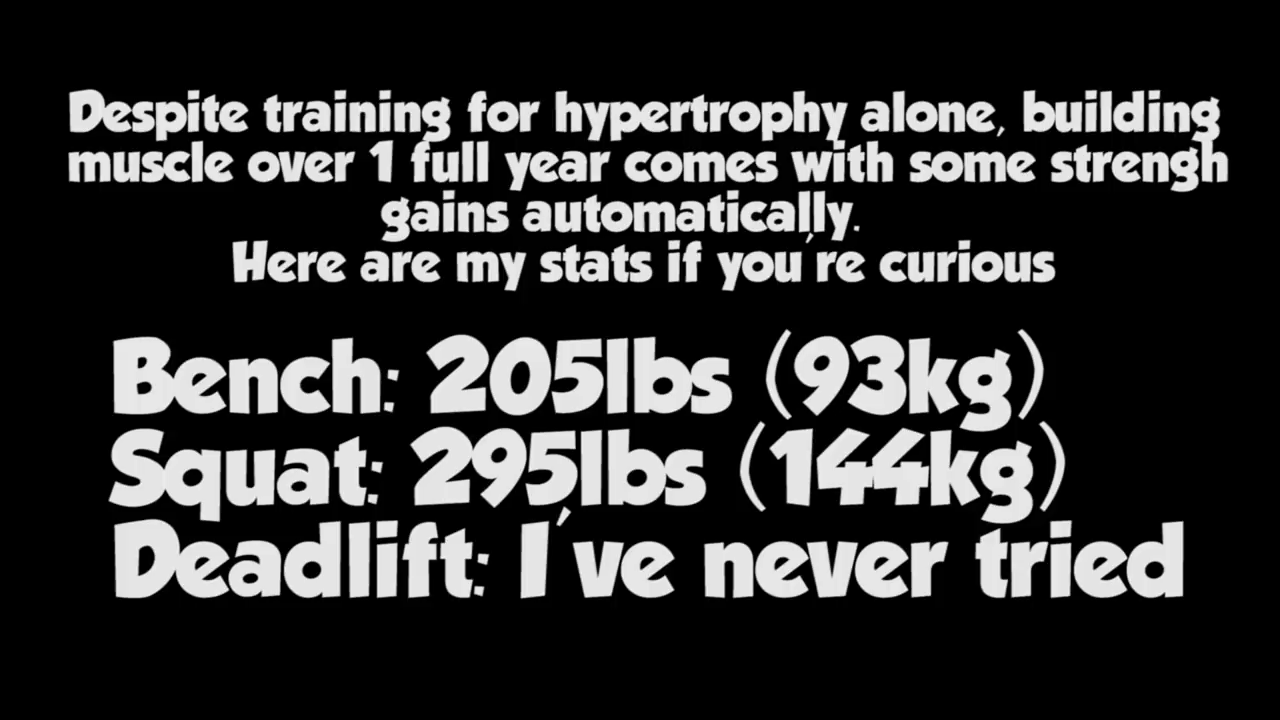 Despite training for hypertrophy alone, building
muscle over 1 full year comes with some strengh
gains automatically.
Here are my stats if you're curious
Bench: 205lbs (93kg)
Squat: 295lbs (144kg)
Deadlift: I've never tried